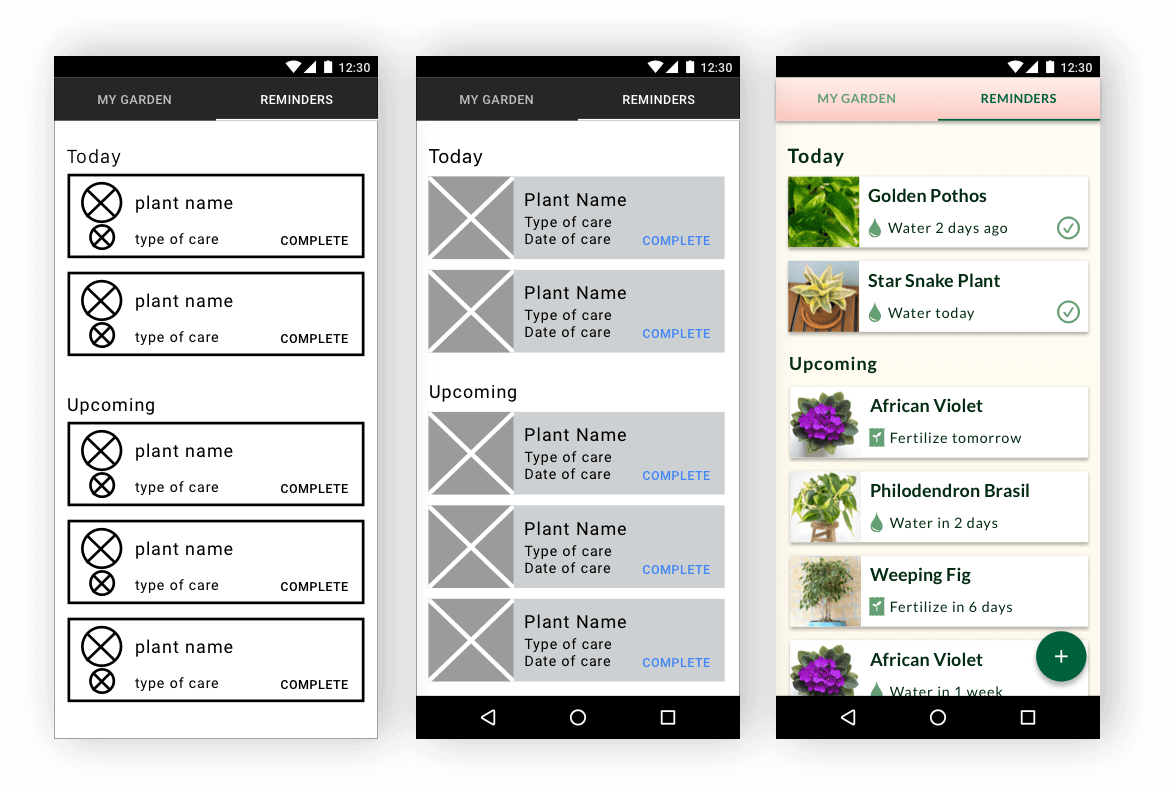 12:30
MY GARDEN REMINDERS
Today
plant name
type of care COMPLETE
plant name
type of care COMPLETE
Upcoming
plant name
type of care COMPLETE
plant name
type of care COMPLETE
plant name
type of care COMPLETE
12:30
MY GARDEN REMINDERS
Today
Plant Name
Type of care
Date of care COMPLETE
Plant Name
Type of care
Date of care COMPLETE
Upcoming
Plant Name
Type of care
Date of care COMPLETE
Plant Name
Type of care
Date of care COMPLETE
Plant Name
Type of care
Date of care COMPLETE
12:30
MY GARDEN REMINDERS
Today
Golden Pothos
Water 2 days ago
Star Snake Plant
Water today
Upcoming
African Violet
Fertilize tomorrow
Philodendron Brasil
Water in 2 days
Weeping Fig
Fertilize in 6 days
African Violet
Water in 1 week